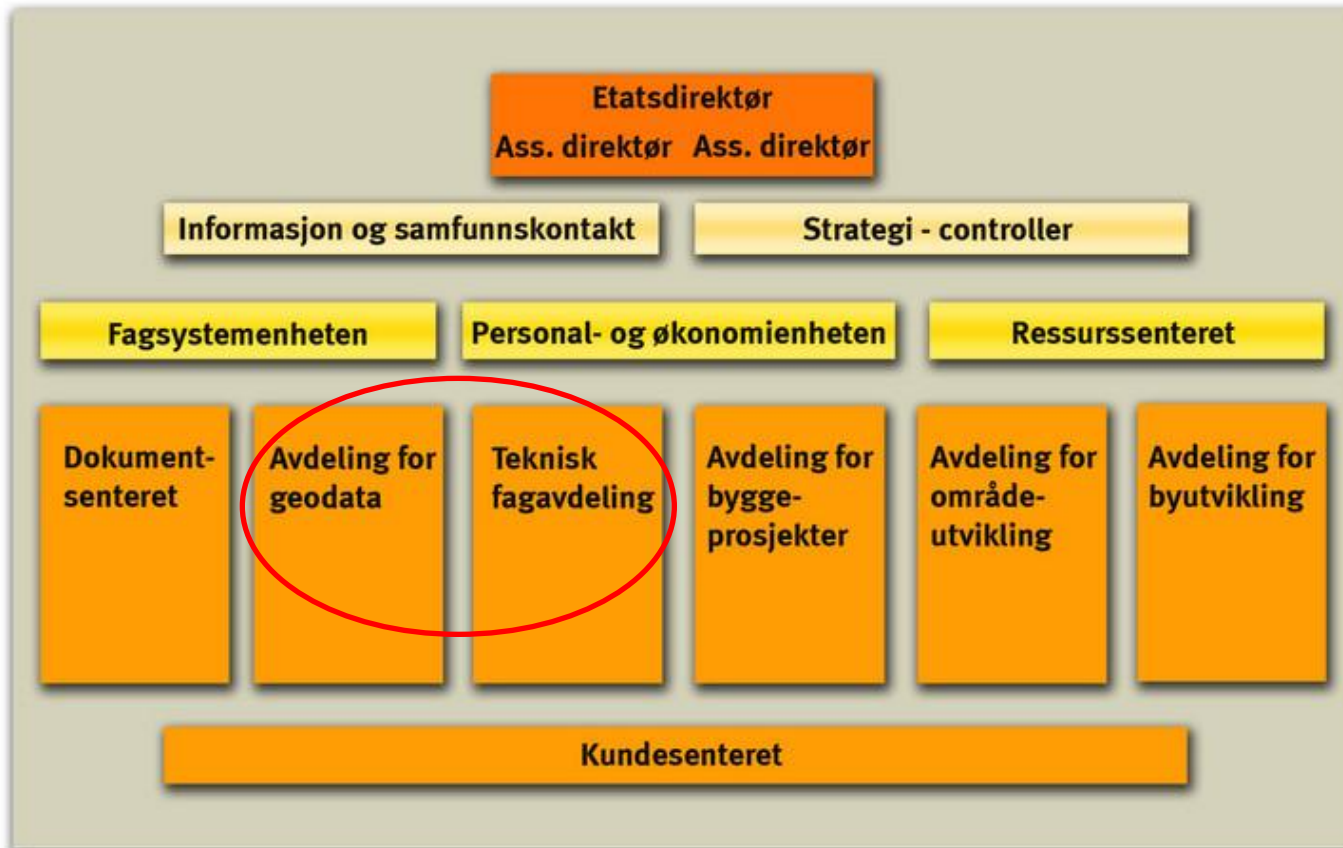 Etatsdirektør
Ass. direktør Ass. direktør
Informasjon og samfunnskontakt
Strategi - controller
Fagsystemenheten
Personal- og økonomienheten
Ressurssenteret
Dokument-
senteret
Avdeling for
geodata
Teknisk
fagavdeling
Avdeling for
bygge-
prosjekter
Avdeling for
område-
utvikling
Avdeling for
byutvikling
Kundesenteret